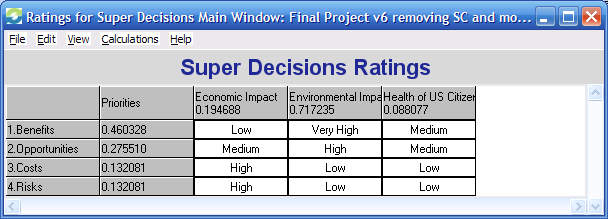 Ratings for Super Decisions Main Window: Final Project v6 removing SC and mo...
File Edit View Calculations Help
Super Decisions Ratings
Priorities Economic Impact 0.194688 Environmental Impa 0.717235 Health of US Citizer 0.088077
1.Benefits 0.460328 Low Very High Medium
2.Opportunities 0.275510 Medium High Medium
3.Costs 0.132081 High Low Low
4.Risks 0.132081 High Low Low